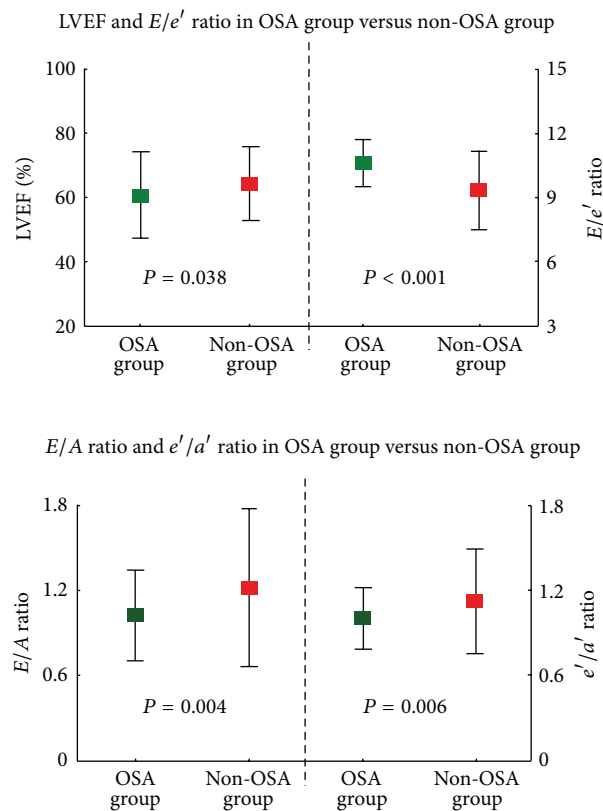 LVEF and E/e′ ratio in OSA group versus non-OSA group
100
80
60
40
20
LVEF (%)
15
12
9
6
3
E/e′ ratio
P = 0.038
P < 0.001
OSA group
Non-OSA group
OSA group
Non-OSA group
E/A ratio and e′/a′ ratio in OSA group versus non-OSA group
1.8
1.2
0.6
0
E/A ratio
1.8
1.2
0.6
0
e′/a′ ratio
P = 0.004
P = 0.006
OSA group
Non-OSA group
OSA group
Non-OSA group